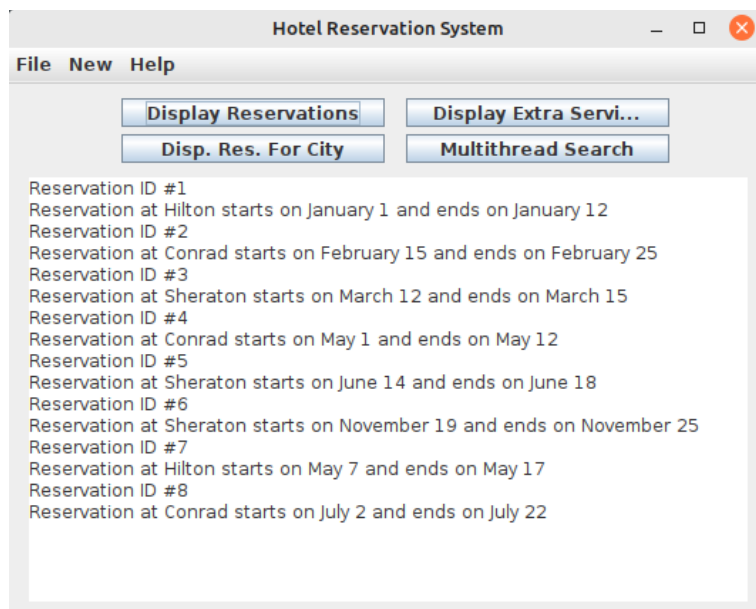 Hotel Reservation System
File New Help
Display Reservations Display Extra Servi...
Disp. Res. For City Multithread Search
Reservation ID #1
Reservation at Hilton starts on January 1 and ends on January 12
Reservation ID #2
Reservation at Conrad starts on February 15 and ends on February 25
Reservation ID #3
Reservation at Sheraton starts on March 12 and ends on March 15
Reservation ID #4
Reservation at Conrad starts on May 1 and ends on May 12
Reservation ID #5
Reservation at Sheraton starts on June 14 and ends on June 18
Reservation ID #6
Reservation at Sheraton starts on November 19 and ends on November 25
Reservation ID #7
Reservation at Hilton starts on May 7 and ends on May 17
Reservation ID #8
Reservation at Conrad starts on July 2 and ends on July 22